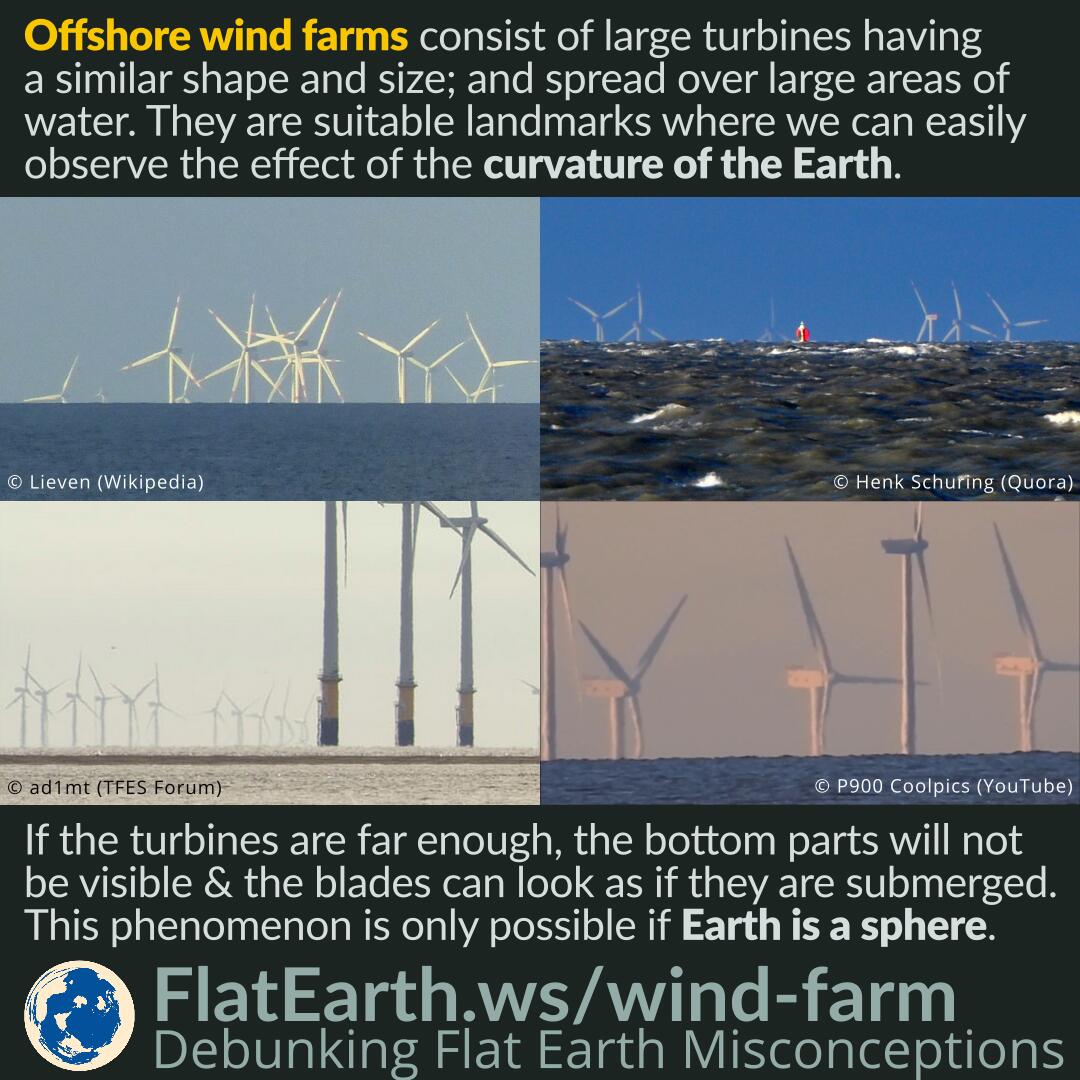 Offshore wind farms consist of large turbines having
a similar shape and size; and spread over large areas of
water. They are suitable landmarks where we can easily
observe the effect of the curvature of the Earth.
© Lieven (Wikipedia)
© Henk Schuring (Quora)
© ad1mt (TFES Forum)
© P900 Coolpics (YouTube)
If the turbines are far enough, the bottom parts will not
be visible & the blades can look as if they are submerged.
This phenomenon is only possible if Earth is a sphere.
FlatEarth.ws/wind-farm
Debunking Flat Earth Misconceptions